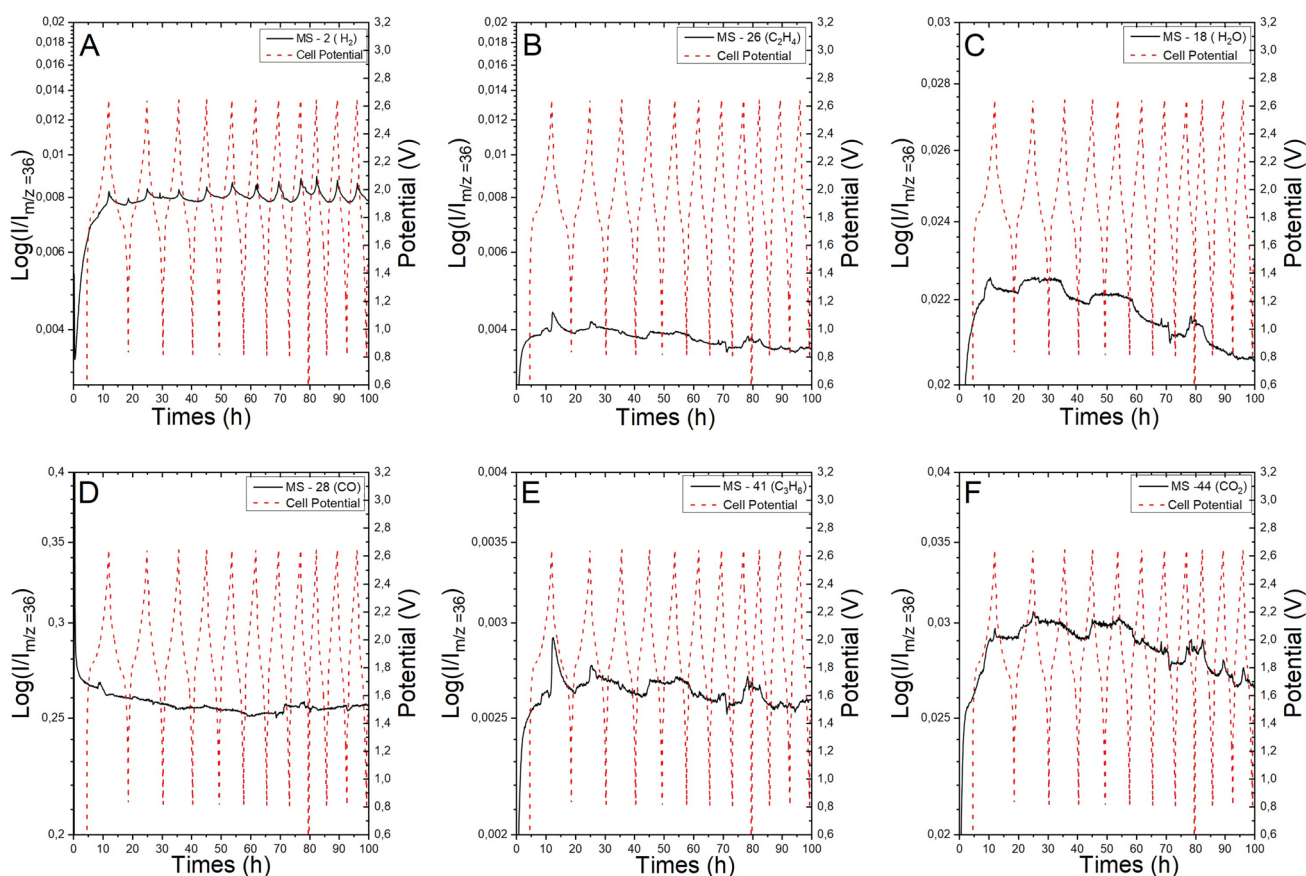 A
MS - 2 ( H2)
Cell Potential
0,02
0,018
0,016
0,014
0,012
0,01
0,008
0,006
0,004
Log(I/Im/z =36)
3,2
3,0
2,8
2,6
2,4
2,2
2,0
1,8
1,6
1,4
1,2
1,0
0,8
0,6
Potential (V)
0 10 20 30 40 50 60 70 80 90 100
Times (h)
B
MS - 26 (C2H4)
Cell Potential
0,02
0,018
0,016
0,014
0,012
0,01
0,008
0,006
0,004
Log(I/Im/z =36)
3,2
3,0
2,8
2,6
2,4
2,2
2,0
1,8
1,6
1,4
1,2
1,0
0,8
0,6
Potential (V)
0 10 20 30 40 50 60 70 80 90 100
Times (h)
C
MS - 18 ( H2O)
Cell Potential
0,03
0,028
0,026
0,024
0,022
0,02
Log(I/Im/z =36)
3,2
3,0
2,8
2,6
2,4
2,2
2,0
1,8
1,6
1,4
1,2
1,0
0,8
0,6
Potential (V)
0 10 20 30 40 50 60 70 80 90 100
Times (h)
D
MS - 28 (CO)
Cell Potential
0,4
0,35
0,3
0,25
0,2
Log(I/Im/z =36)
3,2
3,0
2,8
2,6
2,4
2,2
2,0
1,8
1,6
1,4
1,2
1,0
0,8
0,6
Potential (V)
0 10 20 30 40 50 60 70 80 90 100
Times (h)
E
MS - 41 (C3H6)
Cell Potential
0,004
0,0035
0,003
0,0025
0,002
Log(I/Im/z =36)
3,2
3,0
2,8
2,6
2,4
2,2
2,0
1,8
1,6
1,4
1,2
1,0
0,8
0,6
Potential (V)
0 10 20 30 40 50 60 70 80 90 100
Times (h)
F
MS -44 (CO2)
Cell Potential
0,04
0,035
0,03
0,025
0,02
Log(I/Im/z =36)
3,2
3,0
2,8
2,6
2,4
2,2
2,0
1,8
1,6
1,4
1,2
1,0
0,8
0,6
Potential (V)
0 10 20 30 40 50 60 70 80 90 100
Times (h)